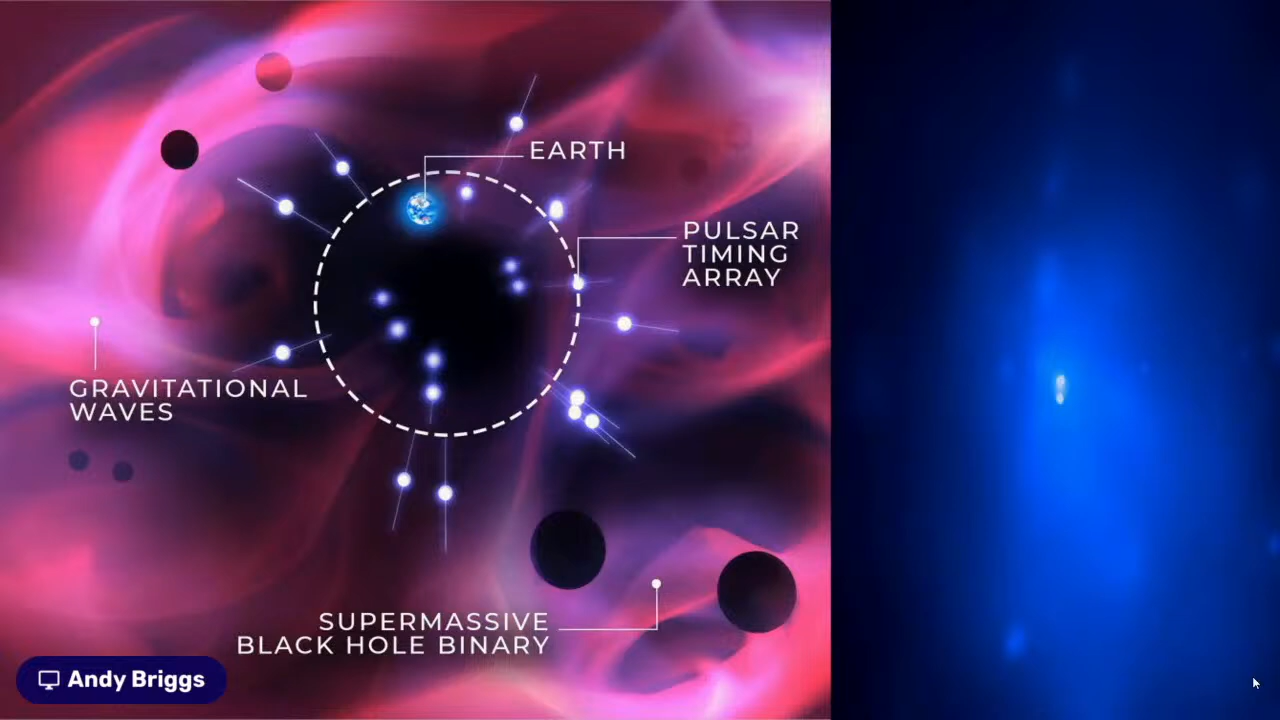 EARTH
PULSAR
TIMING
ARRAY
GRAVITATIONAL
WAVES
SUPERMASSIVE
BLACK HOLE BINARY
Andy Briggs